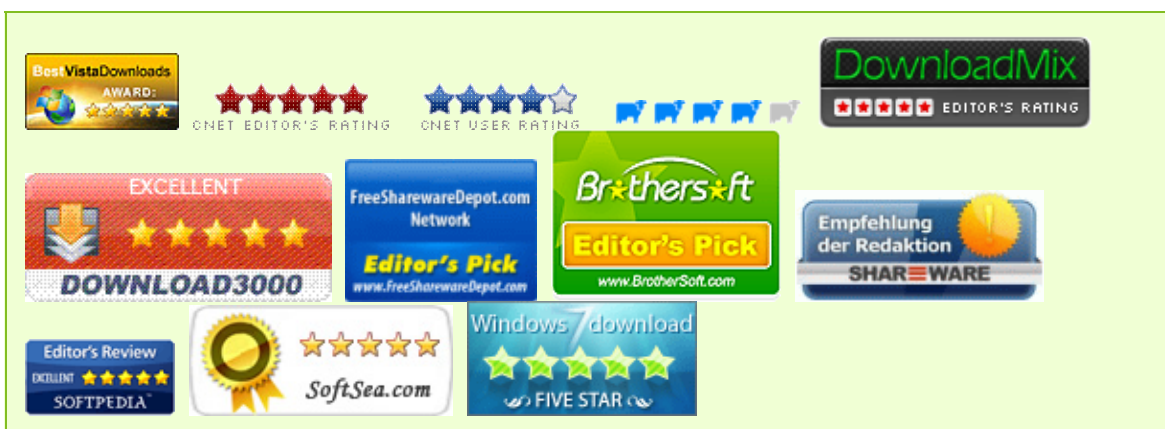 BestVistaDownloads
AWARD:
CNET EDITOR'S RATING
CNET USER RATING
DownloadMix
EDITOR'S RATING
EXCELLENT
DOWNLOAD3000
FreeSharewareDepot.com
Network
Editor's Pick
www.FreeSharewareDepot.com
Brothersoft
Editor's Pick
www.BrotherSoft.com
Empfehlung
der Redaktion
SHAREWARE
Editor's Review
EXCELLENT
SOFTPEDIA™
SoftSea.com
Windows 7 download
FIVE STAR